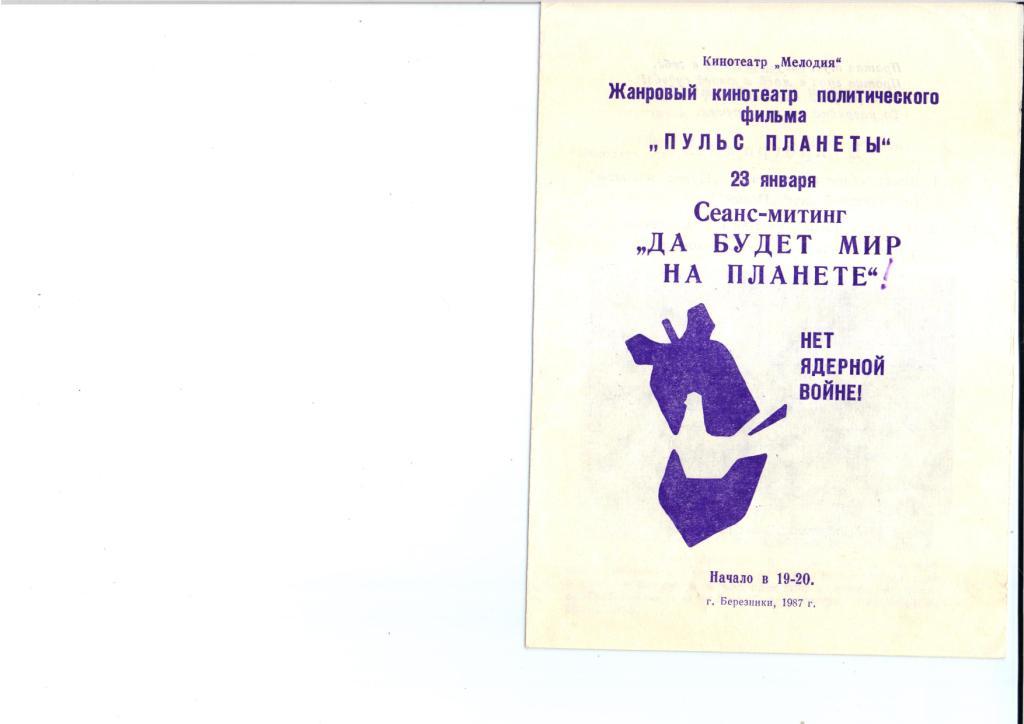 Кинотеатр „Мелодия“
Жанровый кинотеатр политического
фильма
„ПУЛЬС ПЛАНЕТЫ“
23 января
Сеанс-митинг
„ДА БУДЕТ МИР
НА ПЛАНЕТЕ“!
НЕТ
ЯДЕРНОЙ
ВОЙНЕ!
Начало в 19-20.
г. Березники, 1987 г.